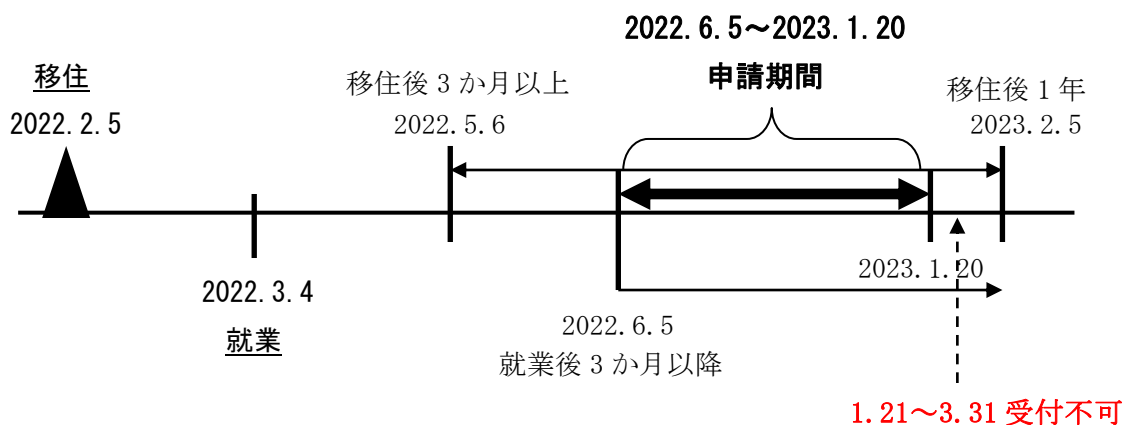 2022.6.5～2023.1.20
申請期間
移住
2022.2.5
移住後 3 か月以上
2022.5.6
移住後 1 年
2023.2.5
2022.3.4
就業
2023.1.20
2022.6.5
就業後 3 か月以降
1.21～3.31 受付不可